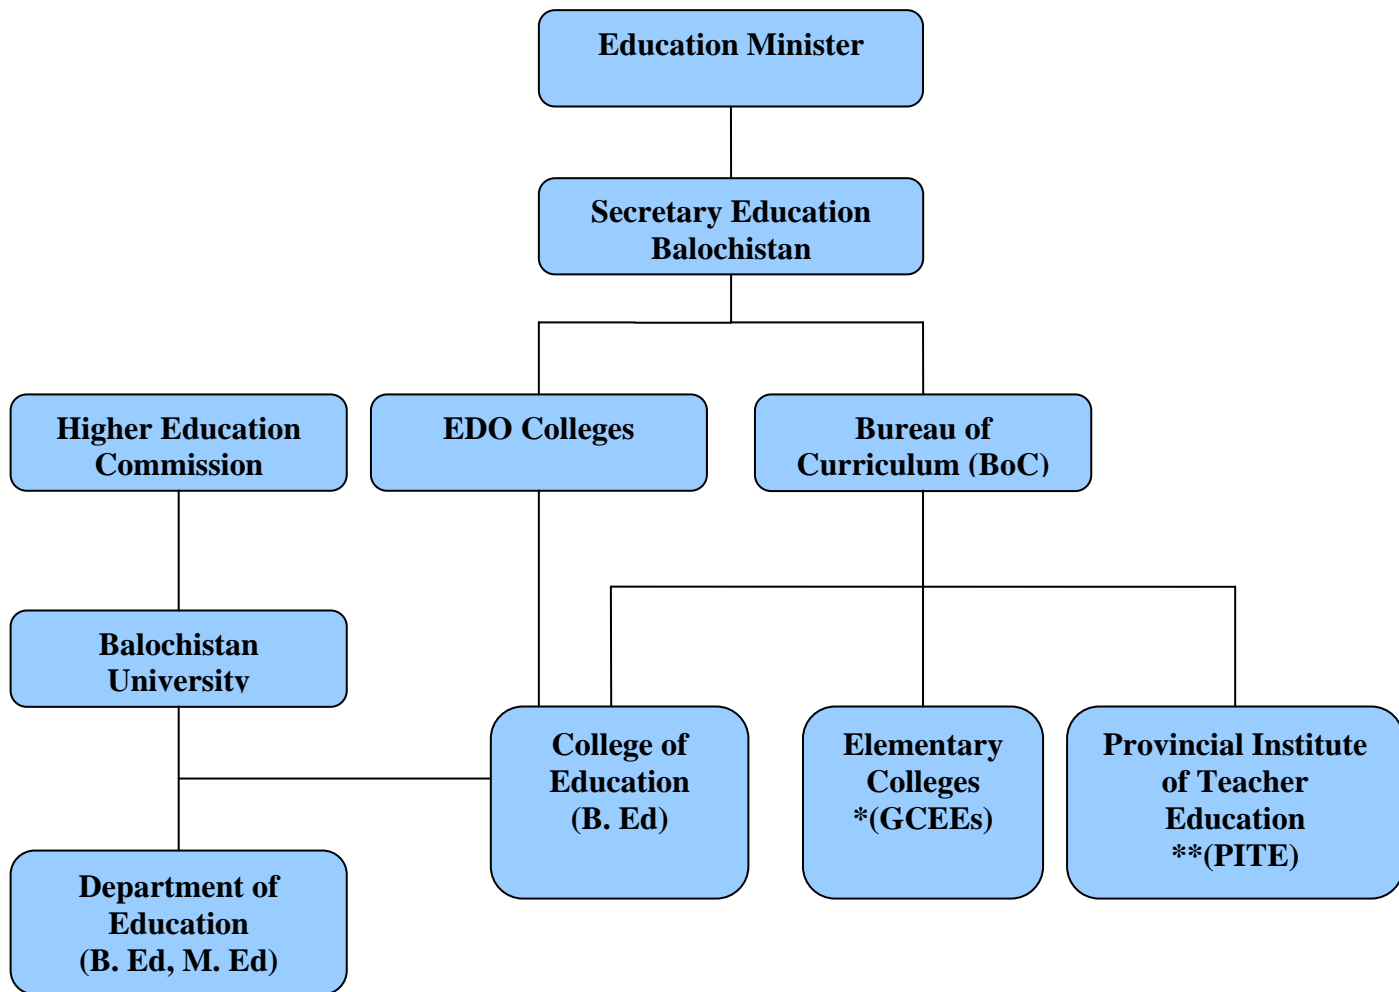 Education Minister
Secretary Education
Balochistan
Higher Education
Commission
EDO Colleges
Bureau of
Curriculum (BoC)
Balochistan
University
College of
Education
(B. Ed)
Elementary
Colleges
*(GCEEs)
Provincial Institute
of Teacher
Education
**(PITE)
Department of
Education
(B. Ed, M. Ed)